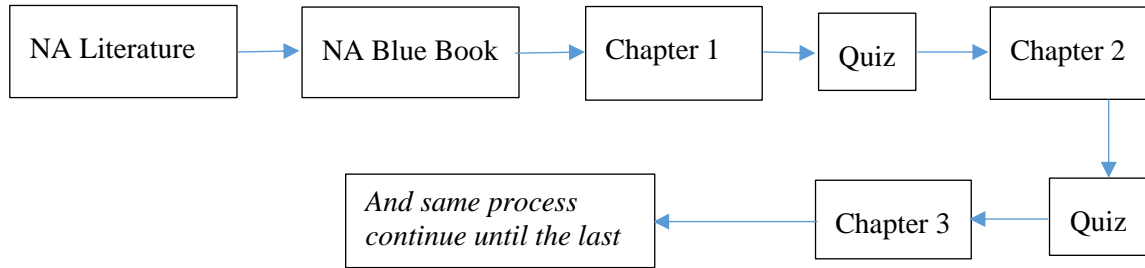 NA Literature
NA Blue Book
Chapter 1
Quiz
Chapter 2
Quiz
Chapter 3
And same process
continue until the last